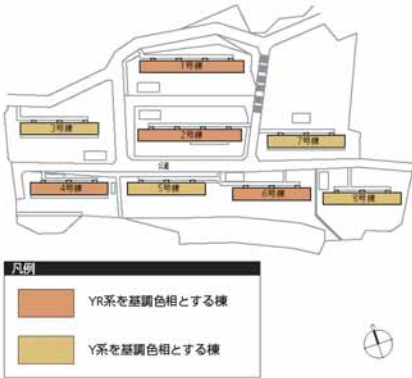 1号棟
2号棟
3号棟
7号棟
公道
4号棟
5号棟
6号棟
8号棟
凡例
YR系を基調色相とする棟
Y系を基調色相とする棟